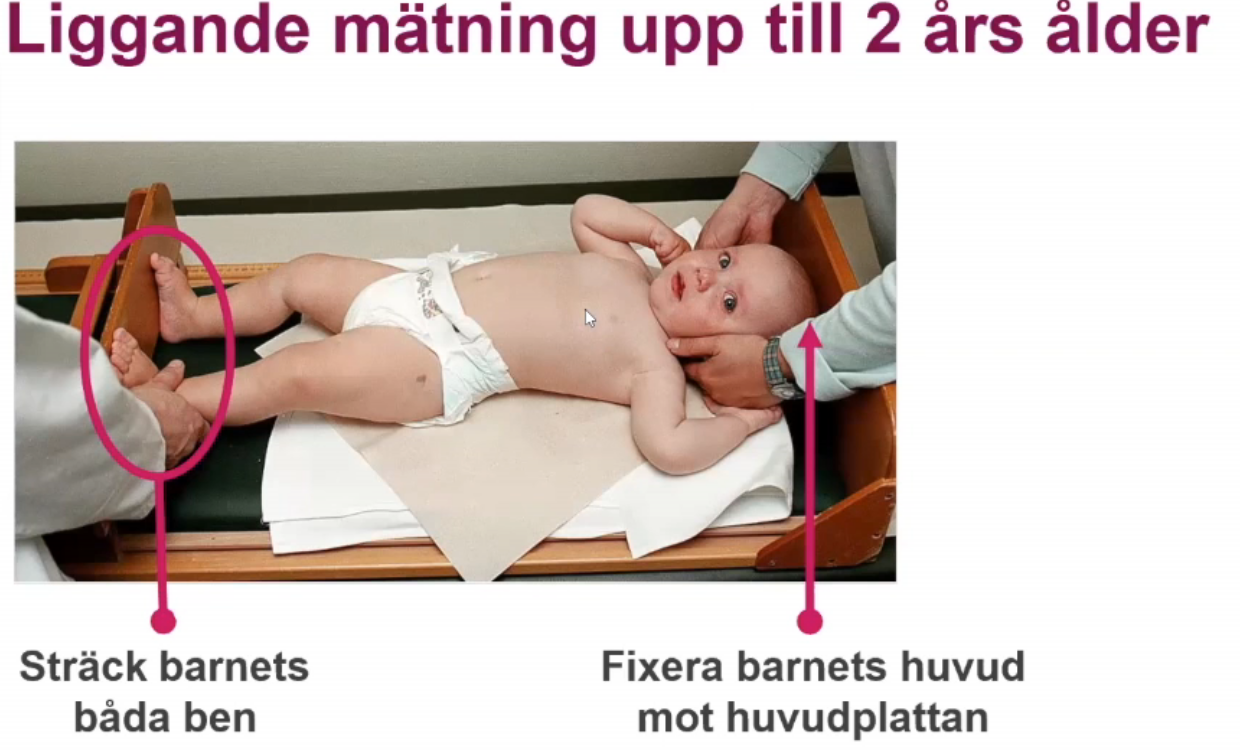 Liggande mätning upp till 2 års ålder
Sträck barnets
båda ben
Fixera barnets huvud
mot huvudplattan